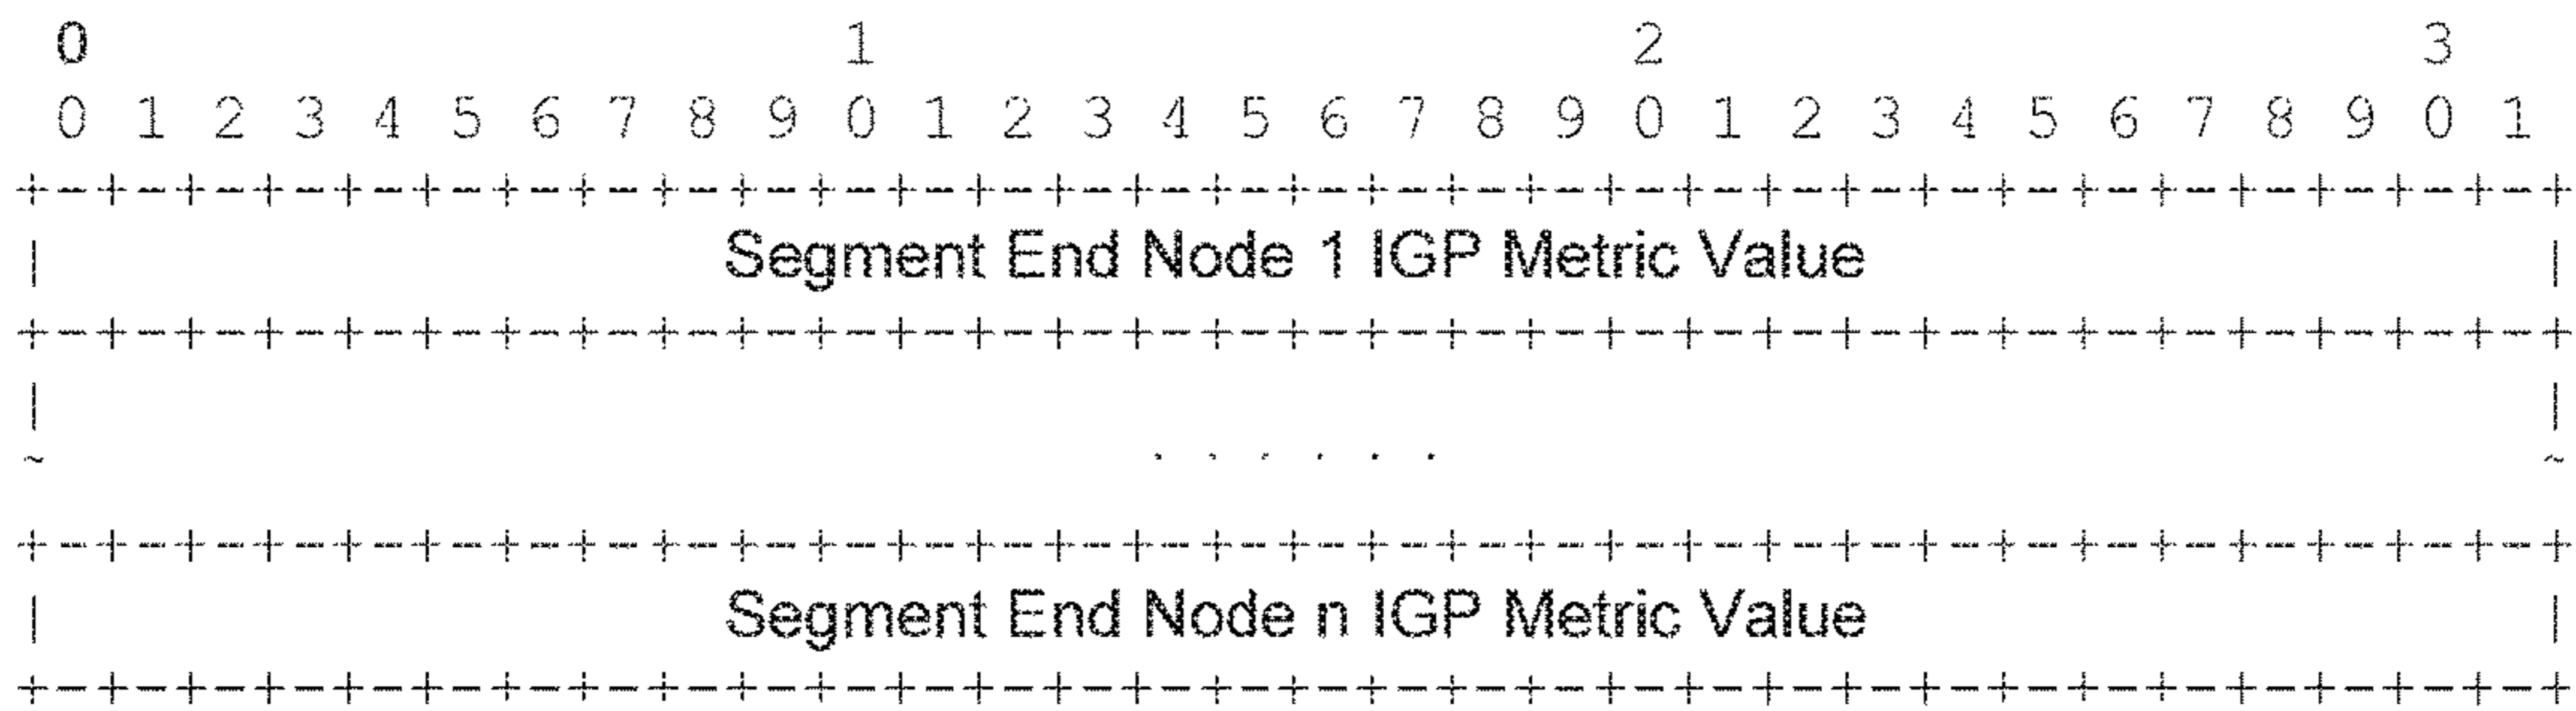 0 1 2 3
0 1 2 3 4 5 6 7 8 9 0 1 2 3 4 5 6 7 8 9 0 1 2 3 4 5 6 7 8 9 0 1
+-+-+-+-+-+-+-+-+-+-+-+-+-+-+-+-+-+-+-+-+-+-+-+-+-+-+-+-+-+-+-+-+
| Segment End Node 1 IGP Metric Value |
+-+-+-+-+-+-+-+-+-+-+-+-+-+-+-+-+-+-+-+-+-+-+-+-+-+-+-+-+-+-+-+-+
| |
~ . . . . . . ~
+-+-+-+-+-+-+-+-+-+-+-+-+-+-+-+-+-+-+-+-+-+-+-+-+-+-+-+-+-+-+-+-+
| Segment End Node n IGP Metric Value |
+-+-+-+-+-+-+-+-+-+-+-+-+-+-+-+-+-+-+-+-+-+-+-+-+-+-+-+-+-+-+-+-+